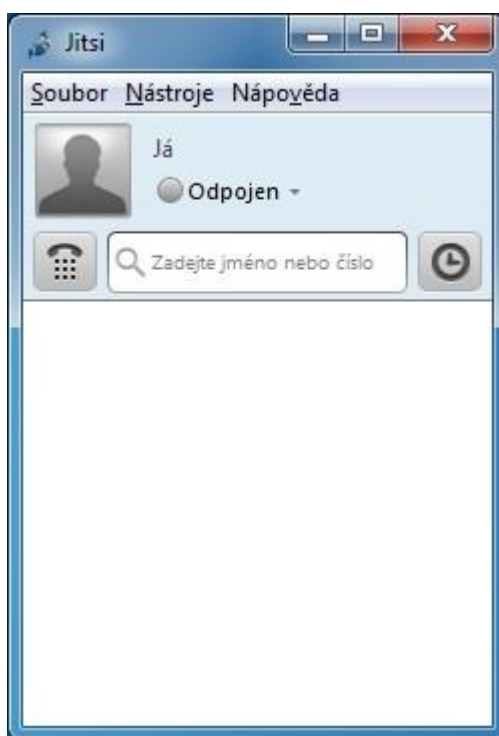 Jitsi
Soubor Nástroje Nápověda
Já
Odpojen
Zadejte jméno nebo číslo